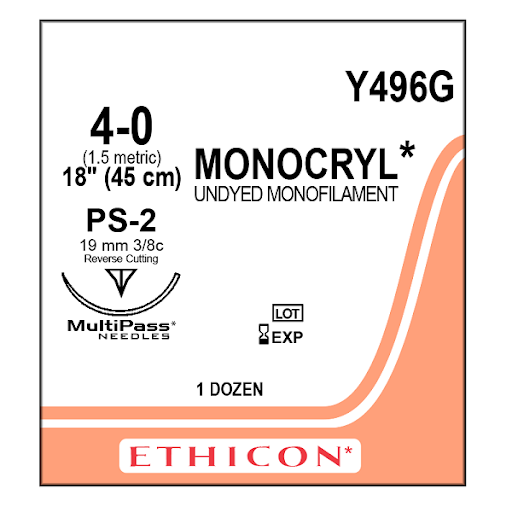 Y496G
4-0
(1.5 metric)
18" (45 cm)
MONOCRYL*
UNDYED MONOFILAMENT
PS-2
19 mm 3/8c
Reverse Cutting
MultiPass*
NEEDLES
LOT
EXP
1 DOZEN
ETHICON*